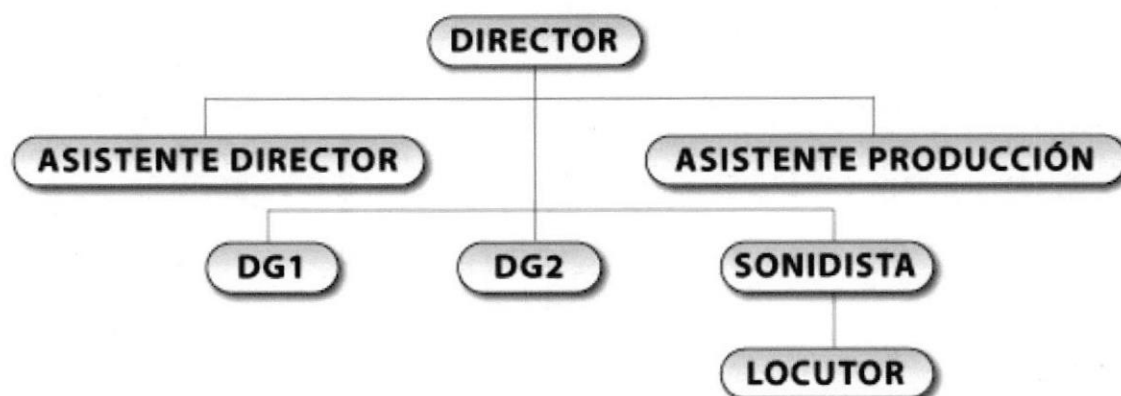 DIRECTOR
ASISTENTE DIRECTOR
ASISTENTE PRODUCCIÓN
DG1
DG2
SONIDISTA
LOCUTOR